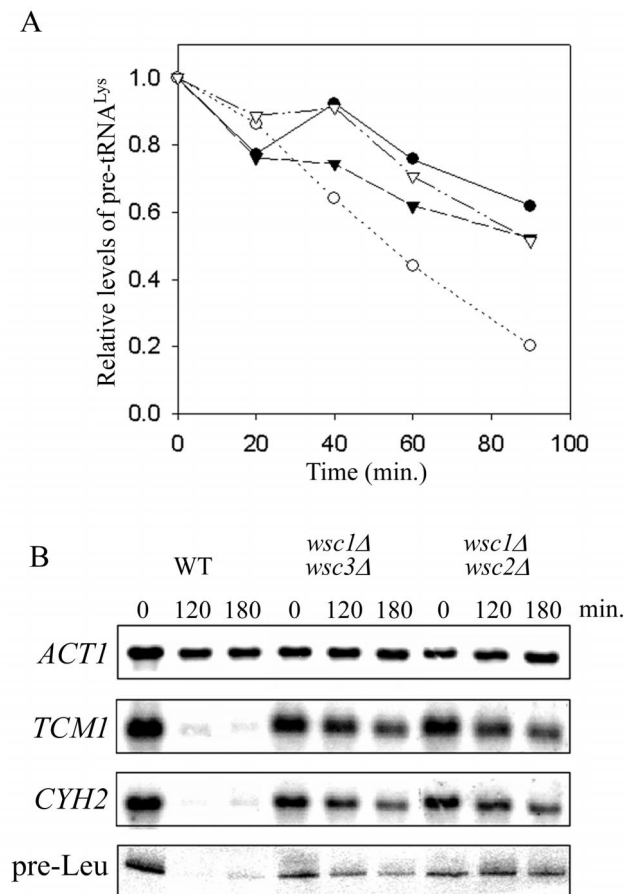 A
Relative levels of pre-tRNA^Lys
1.0
0.8
0.6
0.4
0.2
0.0
0 20 40 60 80 100
Time (min.)
B
WT wsc1Δ wsc3Δ wsc1Δ wsc2Δ
0 120 180 0 120 180 0 120 180 min.
ACT1
TCM1
CYH2
pre-Leu